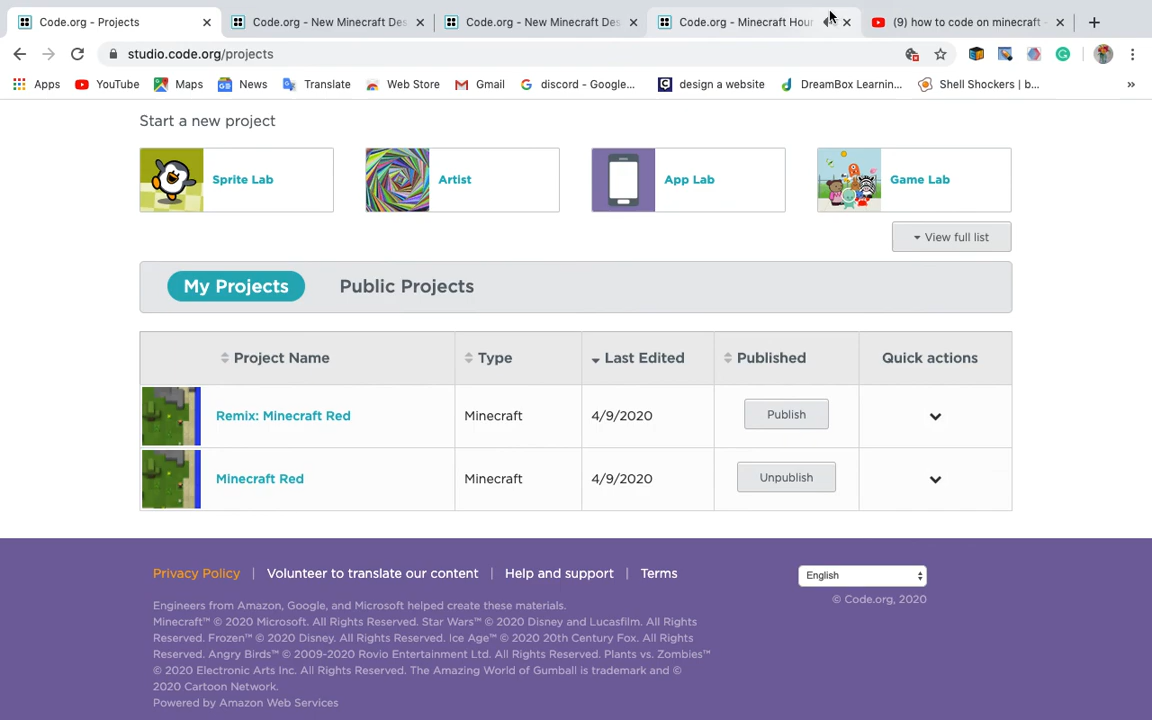 Code.org - Projects
Code.org - New Minecraft Des
Code.org - New Minecraft Des
Code.org - Minecraft Hour
(9) how to code on minecraft -
studio.code.org/projects
Apps
YouTube
Maps
News
Translate
Web Store
Gmail
discord - Google...
design a website
DreamBox Learnin...
Shell Shockers | b...
»
Start a new project
Sprite Lab
Artist
App Lab
Game Lab
View full list
My Projects
Public Projects
Project Name
Type
Last Edited
Published
Quick actions
Remix: Minecraft Red
Minecraft
4/9/2020
Publish
Minecraft Red
Minecraft
4/9/2020
Unpublish
Privacy Policy | Volunteer to translate our content | Help and support | Terms
English
© Code.org, 2020
Engineers from Amazon, Google, and Microsoft helped create these materials.
Minecraft™ © 2020 Microsoft. All Rights Reserved. Star Wars™ © 2020 Disney and Lucasfilm. All Rights
Reserved. Frozen™ © 2020 Disney. All Rights Reserved. Ice Age™ © 2020 20th Century Fox. All Rights
Reserved. Angry Birds™ © 2009-2020 Rovio Entertainment Ltd. All Rights Reserved. Plants vs. Zombies™
© 2020 Electronic Arts Inc. All Rights Reserved. The Amazing World of Gumball is trademark and ©
2020 Cartoon Network.
Powered by Amazon Web Services